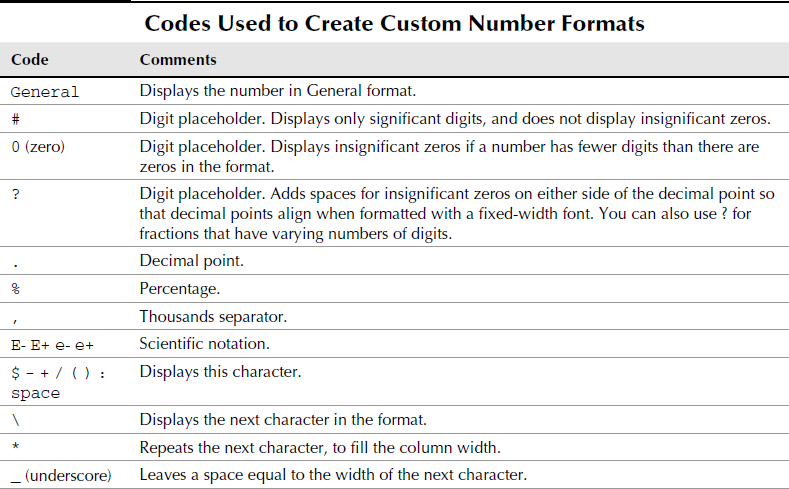 Codes Used to Create Custom Number Formats
Code Comments
General Displays the number in General format.
# Digit placeholder. Displays only significant digits, and does not display insignificant zeros.
0 (zero) Digit placeholder. Displays insignificant zeros if a number has fewer digits than there are
zeros in the format.
? Digit placeholder. Adds spaces for insignificant zeros on either side of the decimal point so
that decimal points align when formatted with a fixed-width font. You can also use ? for
fractions that have varying numbers of digits.
. Decimal point.
% Percentage.
, Thousands separator.
E- E+ e- e+ Scientific notation.
$ - + / ( ) : Displays this character.
space
\ Displays the next character in the format.
* Repeats the next character, to fill the column width.
_ (underscore) Leaves a space equal to the width of the next character.